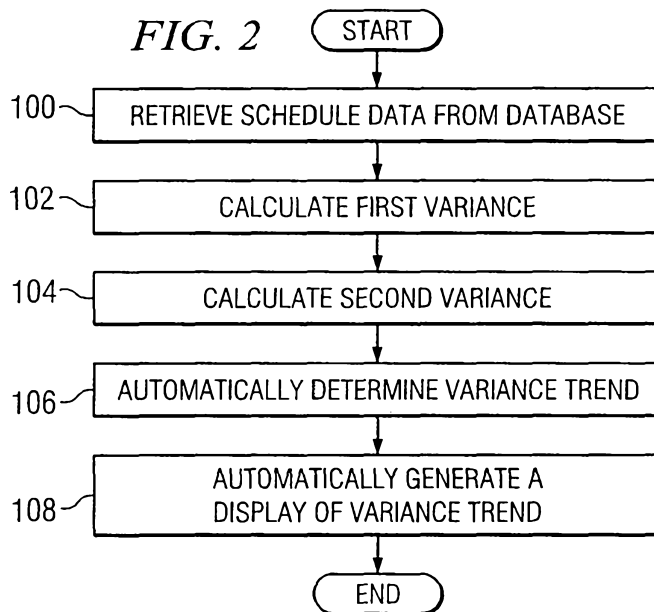 FIG. 2
START
100
RETRIEVE SCHEDULE DATA FROM DATABASE
102
CALCULATE FIRST VARIANCE
104
CALCULATE SECOND VARIANCE
106
AUTOMATICALLY DETERMINE VARIANCE TREND
108
AUTOMATICALLY GENERATE A
DISPLAY OF VARIANCE TREND
END